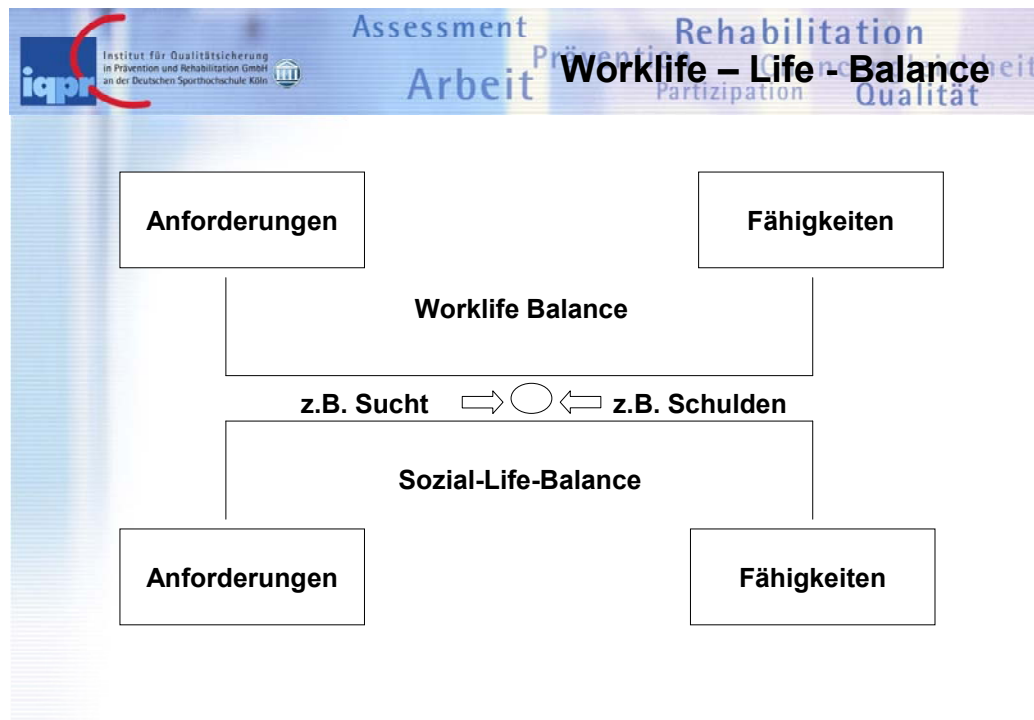 Assessment
Rehabilitation
Prävention
Worklife – Life - Balance
Arbeit
Partizipation
Qualität
iqpr
Institut für Qualitätsicherung
in Prävention und Rehabilitation GmbH
an der Deutschen Sporthochschule Köln
Anforderungen
Fähigkeiten
Worklife Balance
z.B. Sucht
z.B. Schulden
Sozial-Life-Balance
Anforderungen
Fähigkeiten